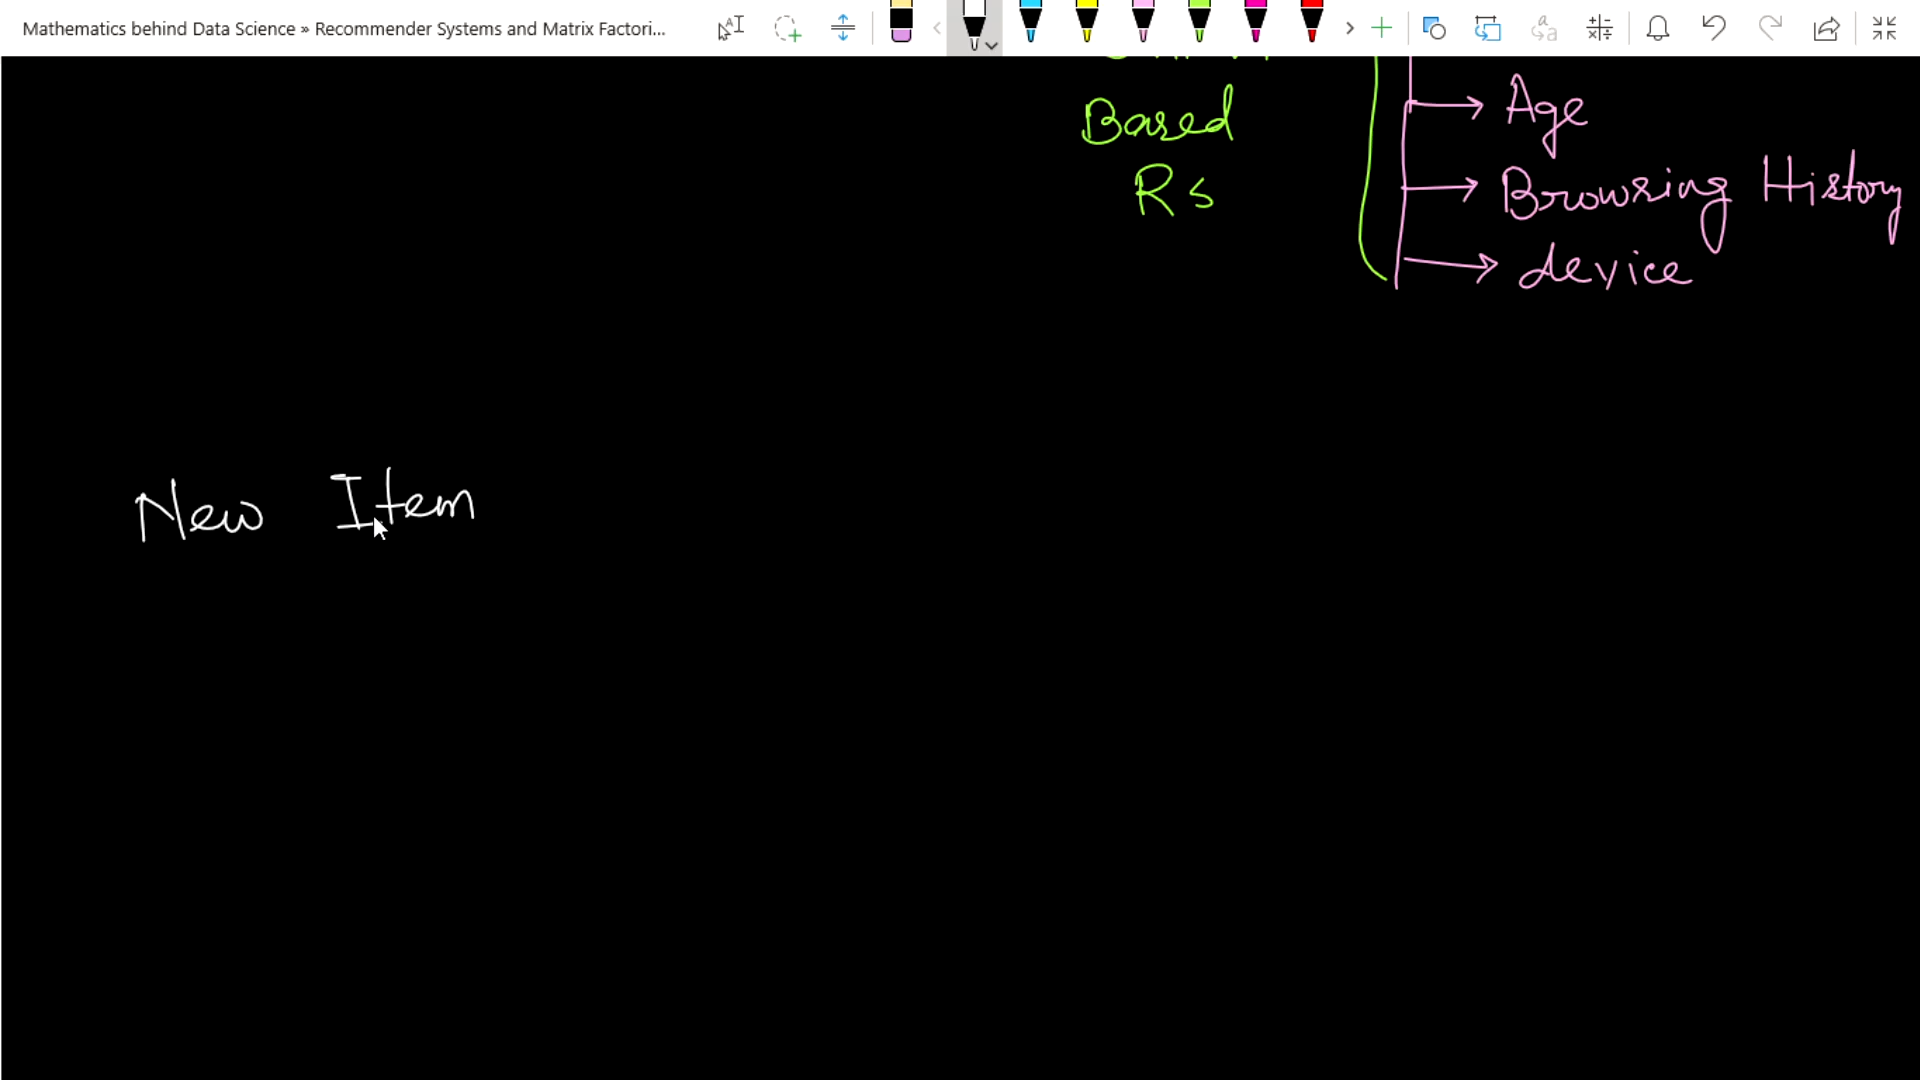 Mathematics behind Data Science » Recommender Systems and Matrix Factori...
Based
Rs
Age
Browsing History
device
New Item